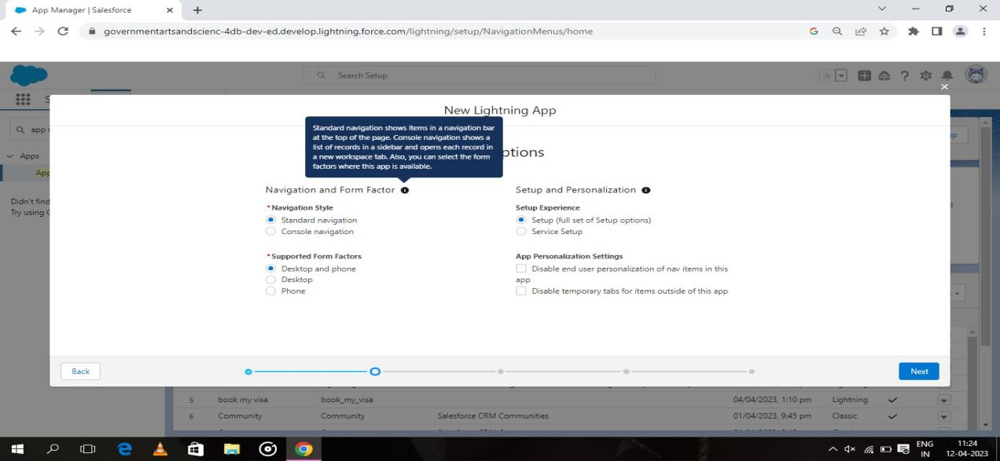 App Manager | Salesforce
governmentartsandscienc-4db-dev-ed.develop.lightning.force.com/lightning/setup/NavigationMenus/home
Search Setup
S
New Lightning App
app
Standard navigation shows items in a navigation bar
at the top of the page. Console navigation shows a
list of records in a sidebar and opens each record in
a new workspace tab. Also, you can select the form
factors where this app is available.
ptions
Apps
App
Navigation and Form Factor
Setup and Personalization
Didn't find
Try using
*Navigation Style
Setup Experience
Standard navigation
Setup (full set of Setup options)
Console navigation
Service Setup
*Supported Form Factors
App Personalization Settings
Desktop and phone
Disable end user personalization of nav items in this
app
Desktop
Phone
Disable temporary tabs for items outside of this app
Back
Next
5 book my visa book_my_visa 04/04/2023, 1:10 pm Lightning
6 Community Community Salesforce CRM Communities 01/04/2023, 9:45 pm Classic
ENG
IN
11:24
12-04-2023